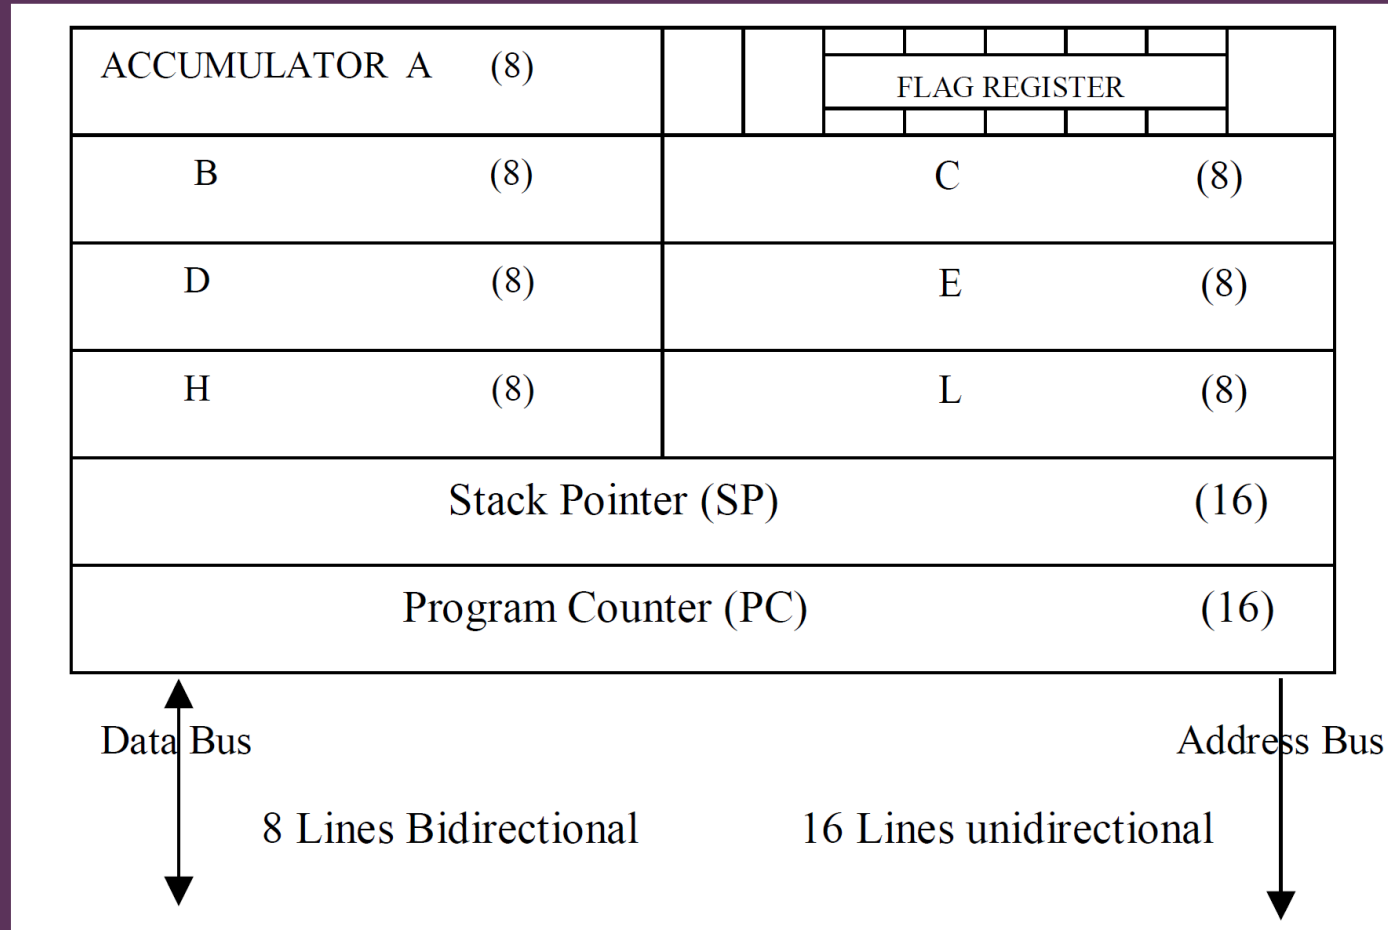 ACCUMULATOR A (8)
FLAG REGISTER
B (8)
C (8)
D (8)
E (8)
H (8)
L (8)
Stack Pointer (SP) (16)
Program Counter (PC) (16)
Data Bus
Address Bus
8 Lines Bidirectional
16 Lines unidirectional